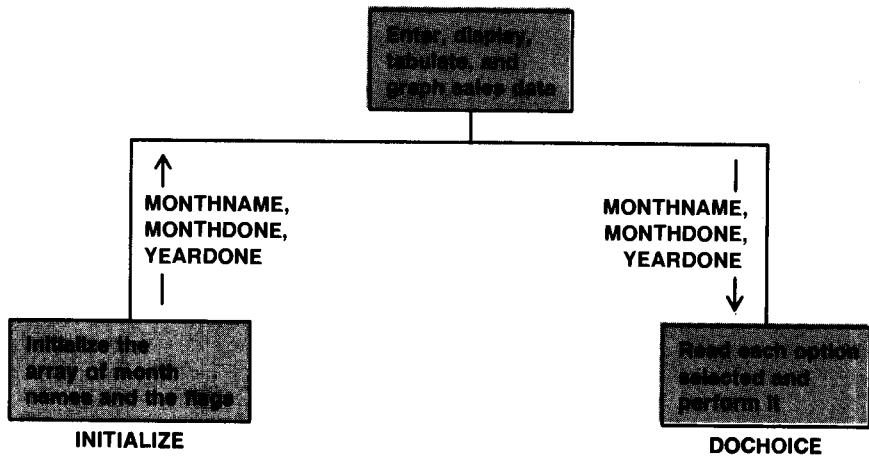 Enter, display,
tabulate, and
graph sales data
MONTHNAME,
MONTHDONE,
YEARDONE
MONTHNAME,
MONTHDONE,
YEARDONE
Initialize the
array of month
names and the flags
INITIALIZE
Read each option
selected and
perform it
DOCHOICE